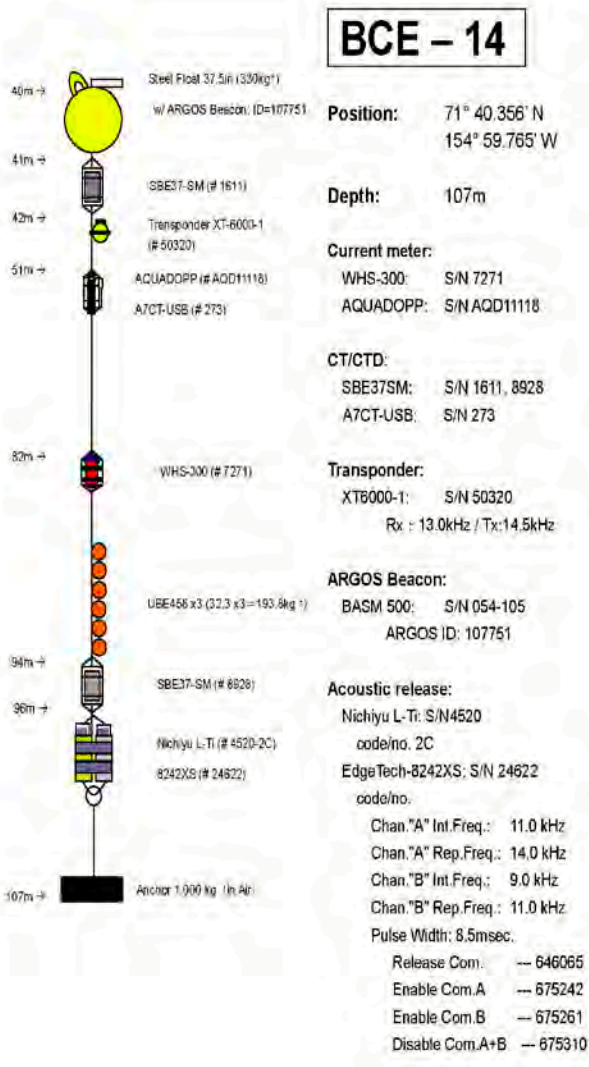 BCE – 14
40m →
Steel Float 37.5in (330kg↑)
w/ ARGOS Beacon: ID=107751
41m →
SBE37-SM (# 1611)
42m →
Transponder XT-6000-1
(# 50320)
51m →
AQUADOPP (# AQD11118)
A7CT-USB (# 273)
82m →
WHS-300 (# 7271)
94m →
SBE37-SM (# 8928)
96m →
Nichiyu L-Ti (# 4520-2C)
8242XS (# 24622)
107m →
Anchor 1,000 kg (In Air)
Position: 71° 40.356' N
154° 59.765' W
Depth: 107m
Current meter:
WHS-300: S/N 7271
AQUADOPP: S/N AQD11118
CT/CTD:
SBE37SM: S/N 1611, 8928
A7CT-USB: S/N 273
Transponder:
XT6000-1: S/N 50320
Rx : 13.0kHz / Tx:14.5kHz
ARGOS Beacon:
BASM 500: S/N 054-105
ARGOS ID: 107751
Acoustic release:
Nichiyu L-Ti: S/N4520
code/no. 2C
EdgeTech-8242XS: S/N 24622
code/no.
Chan."A" Int.Freq.: 11.0 kHz
Chan."A" Rep.Freq.: 14.0 kHz
Chan."B" Int.Freq.: 9.0 kHz
Chan."B" Rep.Freq.: 11.0 kHz
Pulse Width: 8.5msec.
Release Com. --- 646065
Enable Com.A --- 675242
Enable Com.B --- 675261
Disable Com.A+B --- 675310